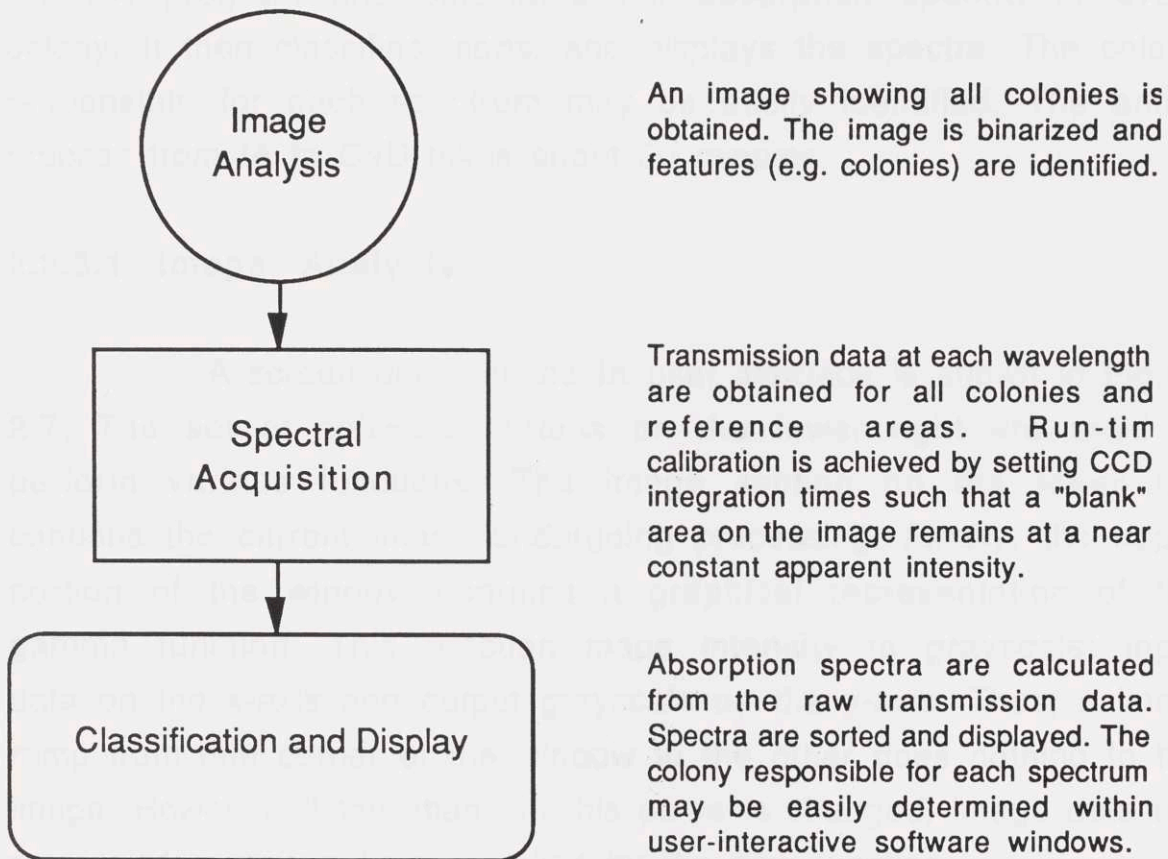 Image
Analysis
An image showing all colonies is
obtained. The image is binarized and
features (e.g. colonies) are identified.
Spectral
Acquisition
Transmission data at each wavelength
are obtained for all colonies and
reference areas. Run-tim
calibration is achieved by setting CCD
integration times such that a "blank"
area on the image remains at a near
constant apparent intensity.
Classification and Display
Absorption spectra are calculated
from the raw transmission data.
Spectra are sorted and displayed. The
colony responsible for each spectrum
may be easily determined within
user-interactive software windows.